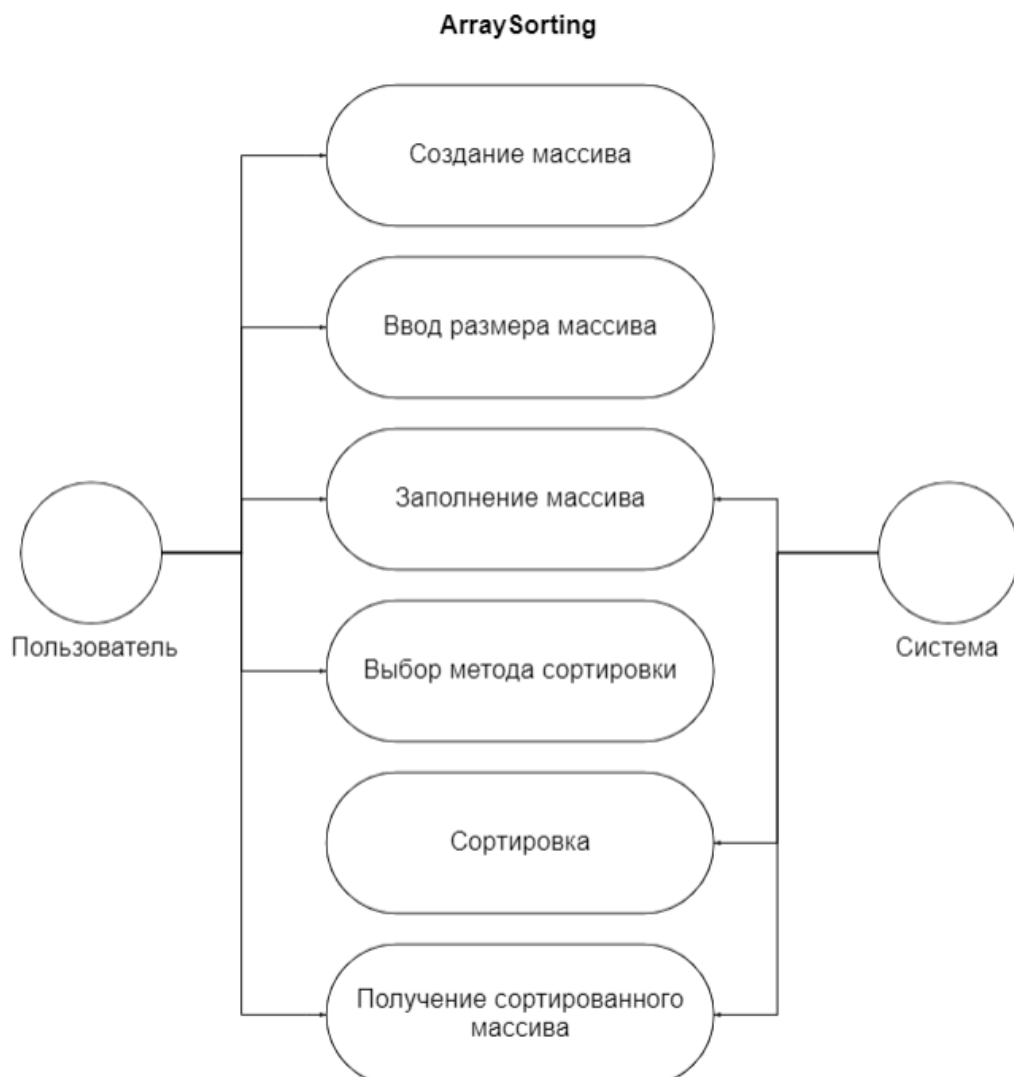 ArraySorting
Создание массива
Ввод размера массива
Заполнение массива
Пользователь
Система
Выбор метода сортировки
Сортировка
Получение сортированного
массива